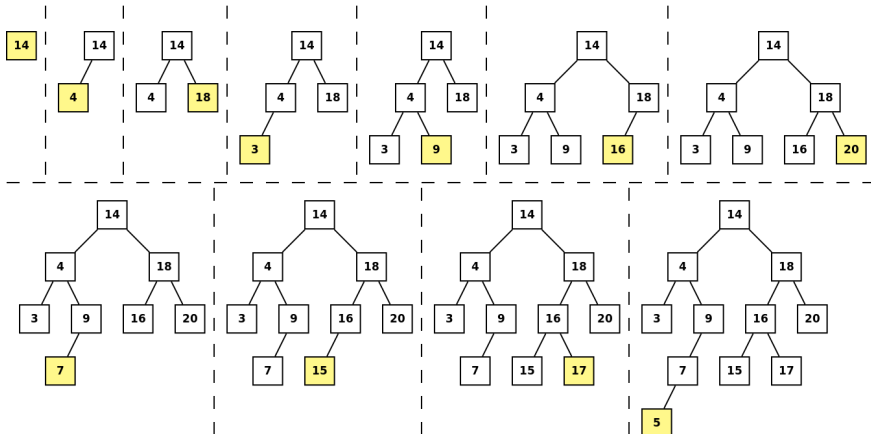 14 14 14 14 14 14 14
4 4 18 4 18 4 18 4 18 4 18
3 3 9 3 9 16 3 9 16 20
14 14 14 14
4 18 4 18 4 18 4 18
3 9 16 20 3 9 16 20 3 9 16 20 3 9 16 20
7 7 15 7 15 17 7 15 17
5